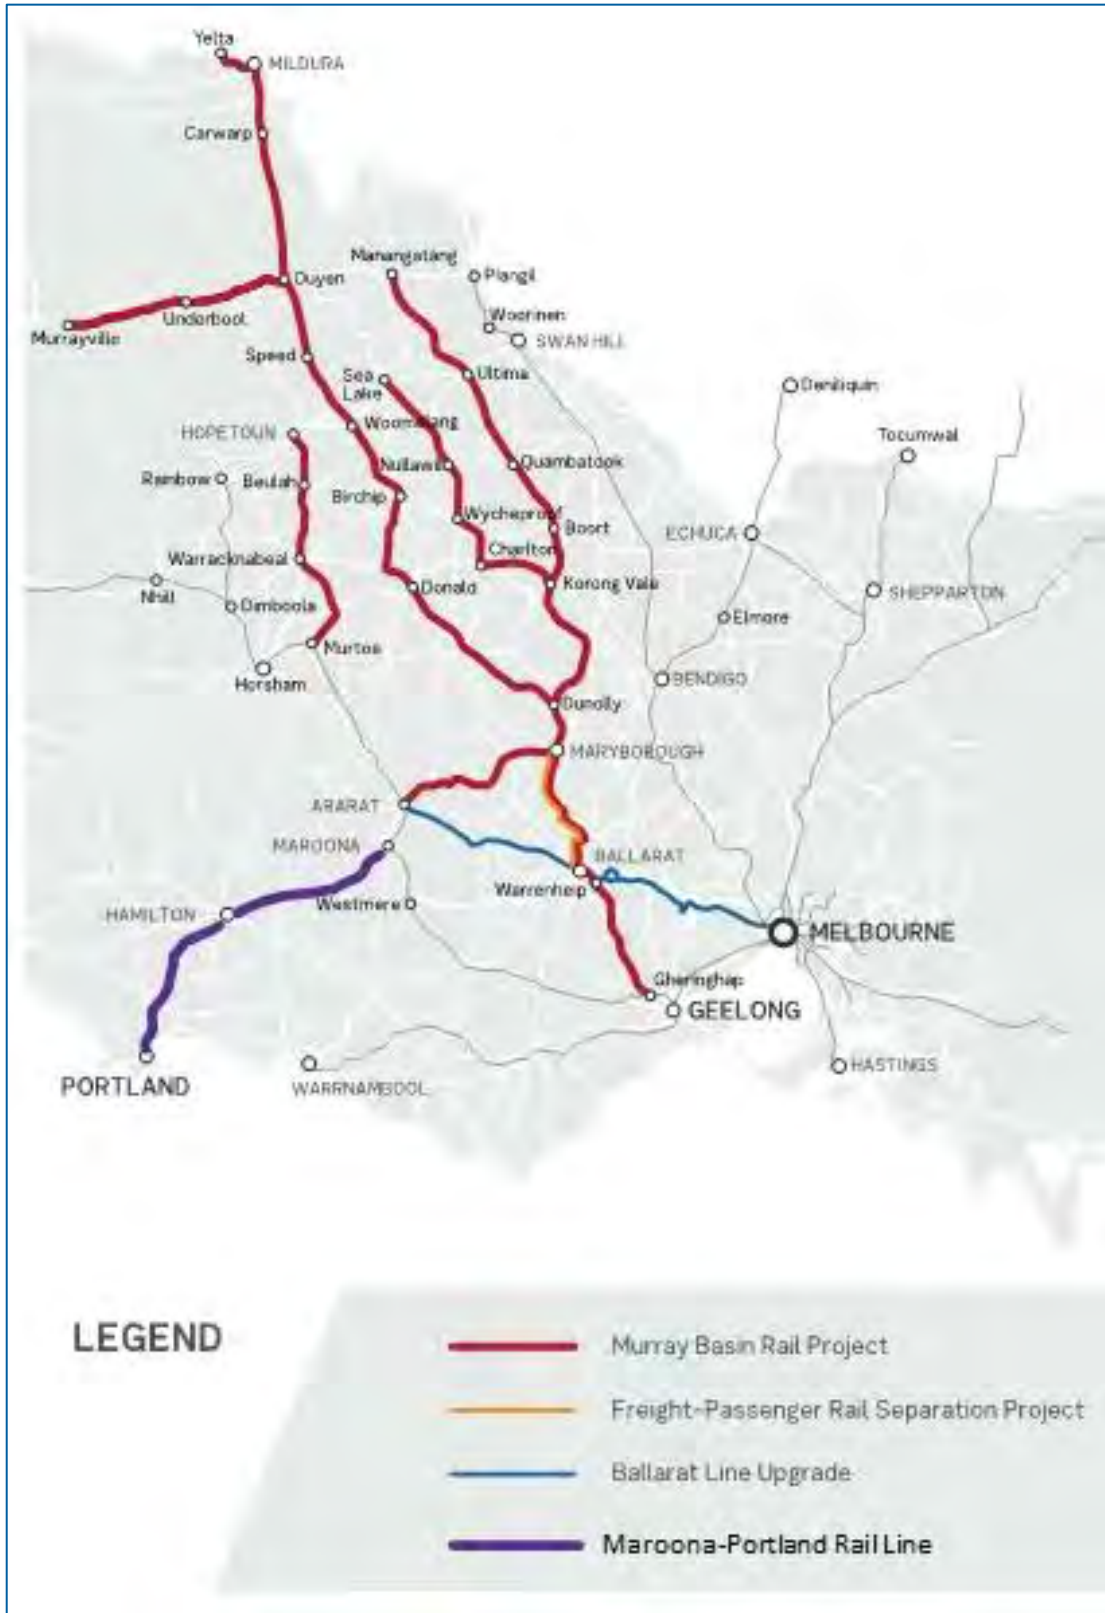 Yelta
MILDURA
Carwarp
Manangatang
Piangil
Ouyen
Underbool
Murrayville
Woorinen
SWAN HILL
Speed
Sea
Lake
Ultima
Deniliquin
HOPETOUN
Woomelang
Tocumwal
Rainbow
Beulah
Nullawil
Quambatook
Birchip
Wycheproof
Boort
ECHUCA
Warracknabeal
Charlton
Nhill
Dimboola
Donald
Korong Vale
SHEPPARTON
Elmore
Murtoa
Horsham
BENDIGO
Dunolly
MARYBOROUGH
ARARAT
MAROONA
BALLARAT
Warrenheip
HAMILTON
Westmere
MELBOURNE
Gheringhap
GEELONG
PORTLAND
WARRNAMBOOL
HASTINGS
LEGEND
Murray Basin Rail Project
Freight-Passenger Rail Separation Project
Ballarat Line Upgrade
Maroona-Portland Rail Line